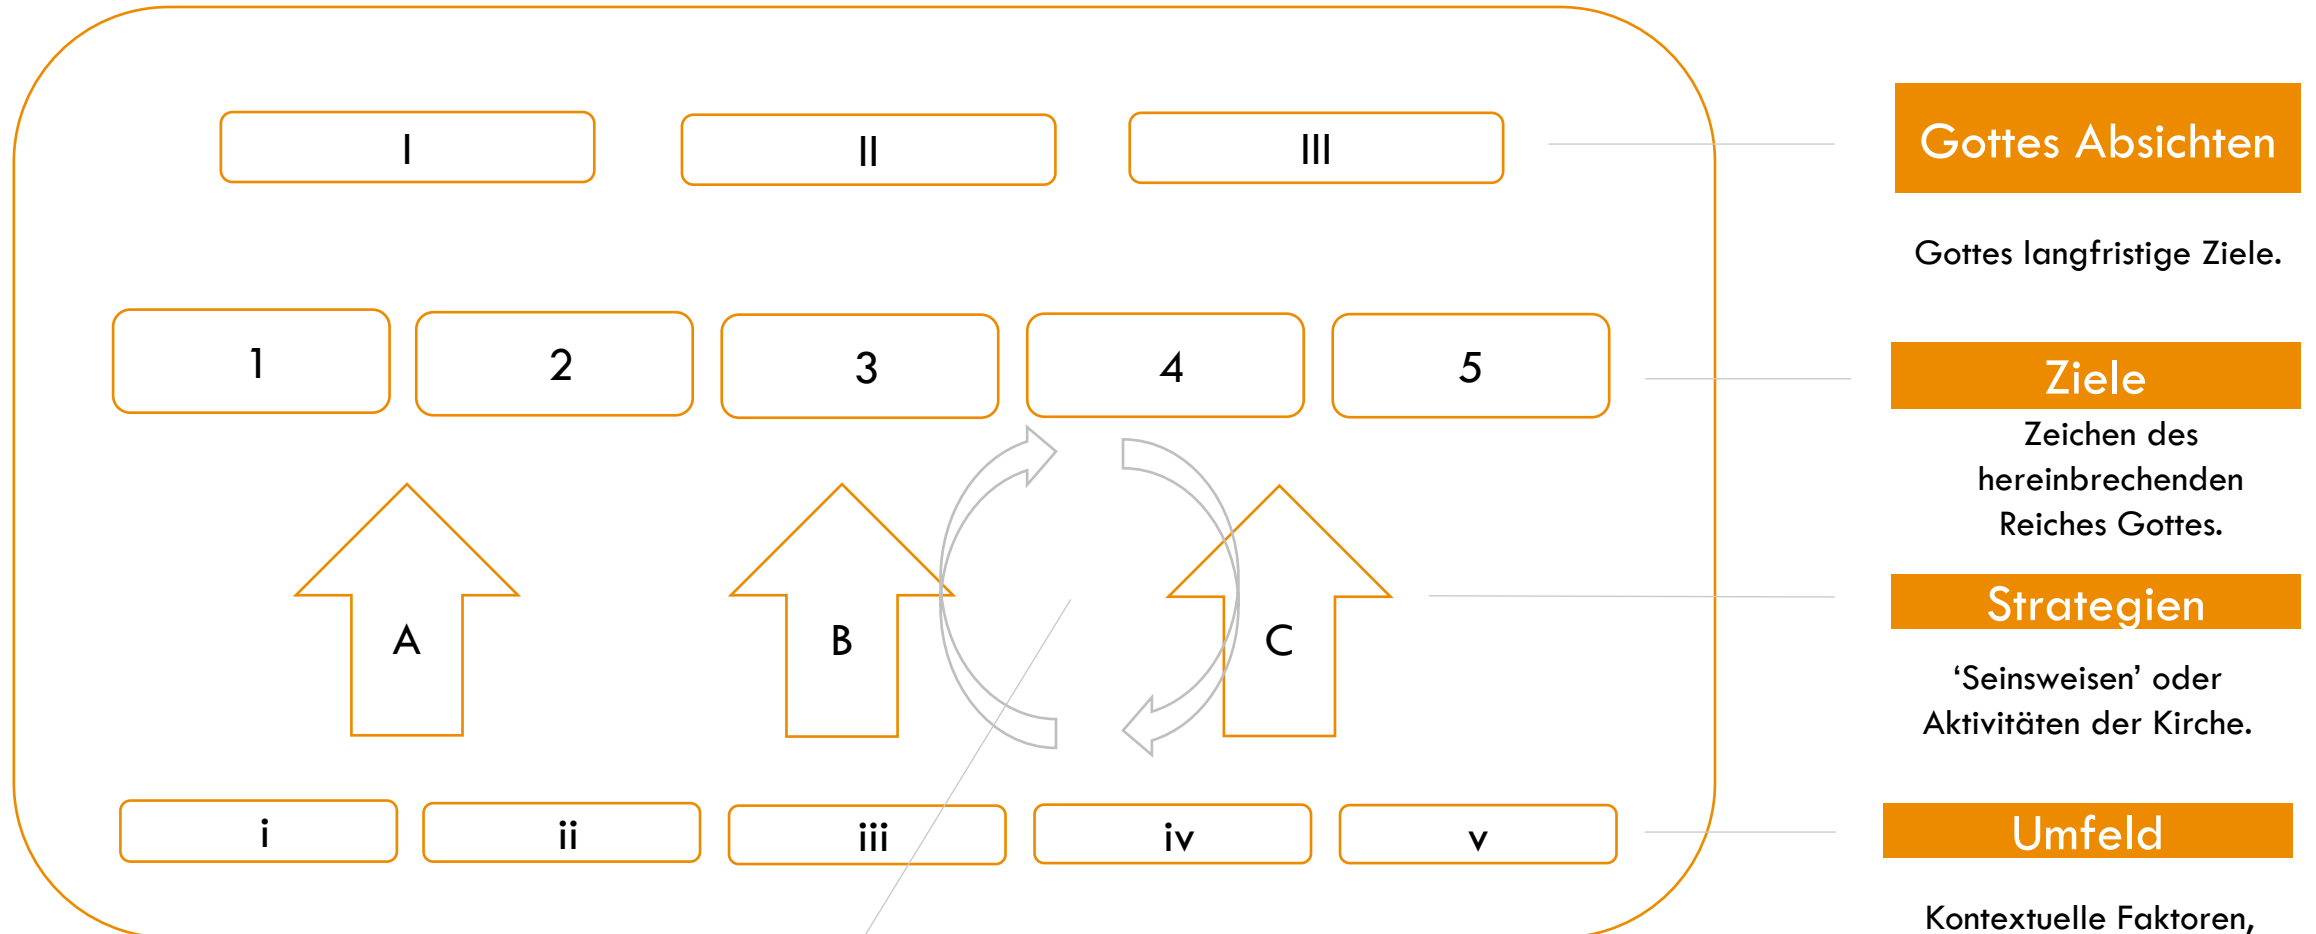 I
II
III
Gottes Absichten
Gottes langfristige Ziele.
1
2
3
4
5
Ziele
Zeichen des
hereinbrechenden
Reiches Gottes.
A
B
C
Strategien
‘Seinsweisen’ oder
Aktivitäten der Kirche.
i
ii
iii
iv
v
Umfeld
Kontextuelle Faktoren,